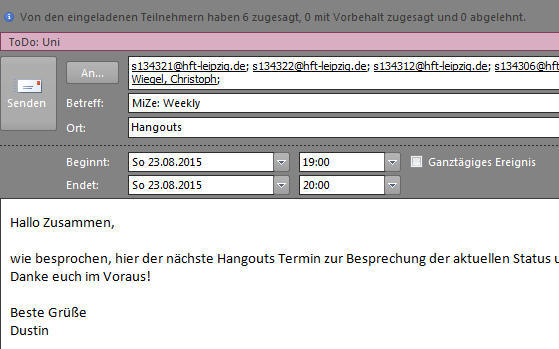 Von den eingeladenen Teilnehmern haben 6 zugesagt, 0 mit Vorbehalt zugesagt und 0 abgelehnt.
ToDo: Uni
Senden
An...
s134321@hft-leipzig.de; s134322@hft-leipzig.de; s134312@hft-leipzig.de; s134306@hf
Wiegel, Christoph;
Betreff:
MiZe: Weekly
Ort:
Hangouts
Beginnt:
So 23.08.2015
19:00
Ganztägiges Ereignis
Endet:
So 23.08.2015
20:00
Hallo Zusammen,
wie besprochen, hier der nächste Hangouts Termin zur Besprechung der aktuellen Status u
Danke euch im Voraus!
Beste Grüße
Dustin